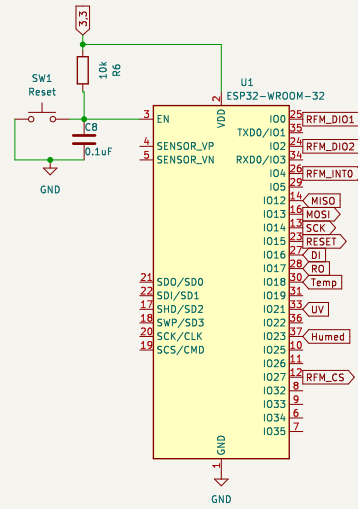 3.3
10k
R6
SW1
Reset
C8
0.1uF
GND
U1
ESP32-WROOM-32
2
VDD
3 EN
4 SENSOR_VP
5 SENSOR_VN
21 SDO/SD0
22 SDI/SD1
17 SHD/SD2
18 SWP/SD3
20 SCK/CLK
19 SCS/CMD
IO0 25 RFM_DIO1
TXD0/IO1 35
IO2 24 RFM_DIO2
RXD0/IO3 34
IO4 26 RFM_INT0
IO5 29
IO12 14 MISO
IO13 16 MOSI
IO14 13 SCK
IO15 23 RESET
IO16 27 DI
IO17 28 RO
IO18 30 Temp
IO19 31
IO21 33 UV
IO22 36
IO23 37 Humed
IO25 10
IO26 11
IO27 12 RFM_CS
IO32 8
IO33 9
IO34 6
IO35 7
GND
1
GND